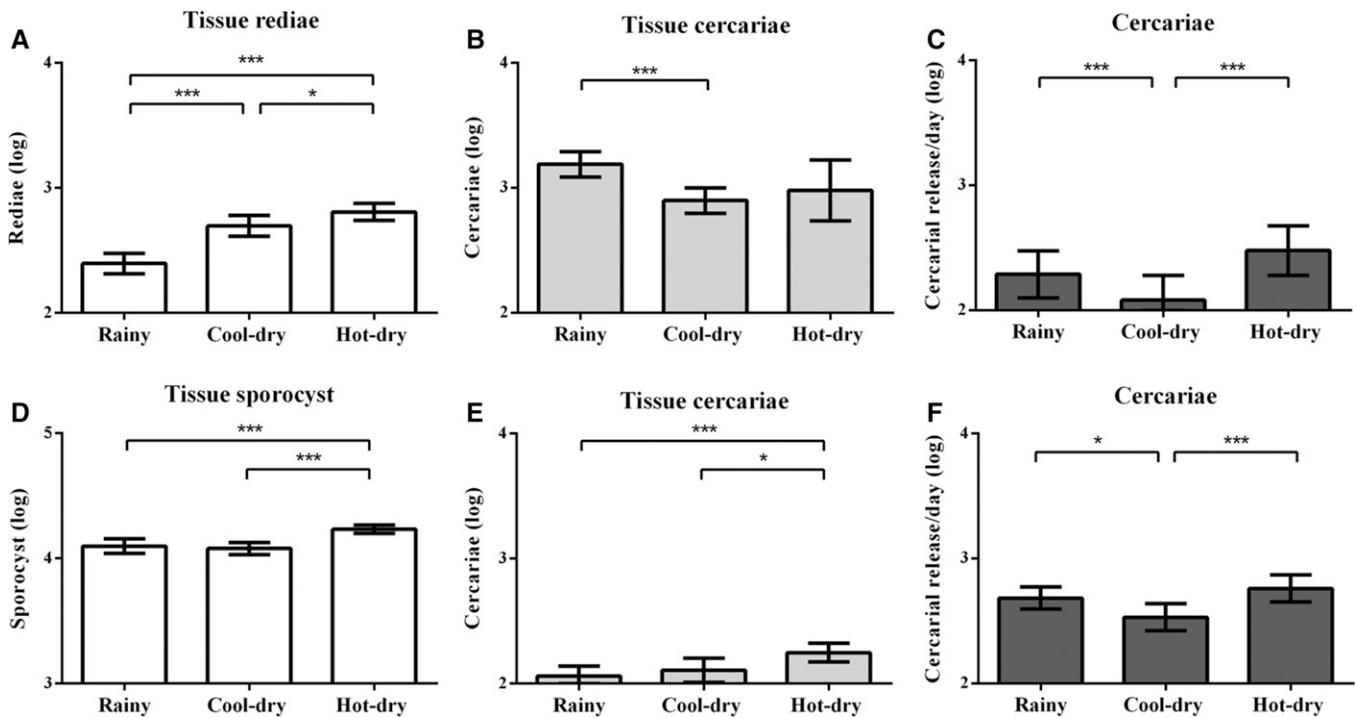 A
Tissue rediae
Rediae (log)
4
3
2
***
***
*
Rainy Cool-dry Hot-dry
B
Tissue cercariae
Cercariae (log)
4
3
2
***
Rainy Cool-dry Hot-dry
C
Cercariae
Cercarial release/day (log)
4
3
2
***
***
Rainy Cool-dry Hot-dry
D
Tissue sporocyst
Sporocyst (log)
5
4
3
***
***
Rainy Cool-dry Hot-dry
E
Tissue cercariae
Cercariae (log)
4
3
2
***
*
Rainy Cool-dry Hot-dry
F
Cercariae
Cercarial release/day (log)
4
3
2
*
***
Rainy Cool-dry Hot-dry